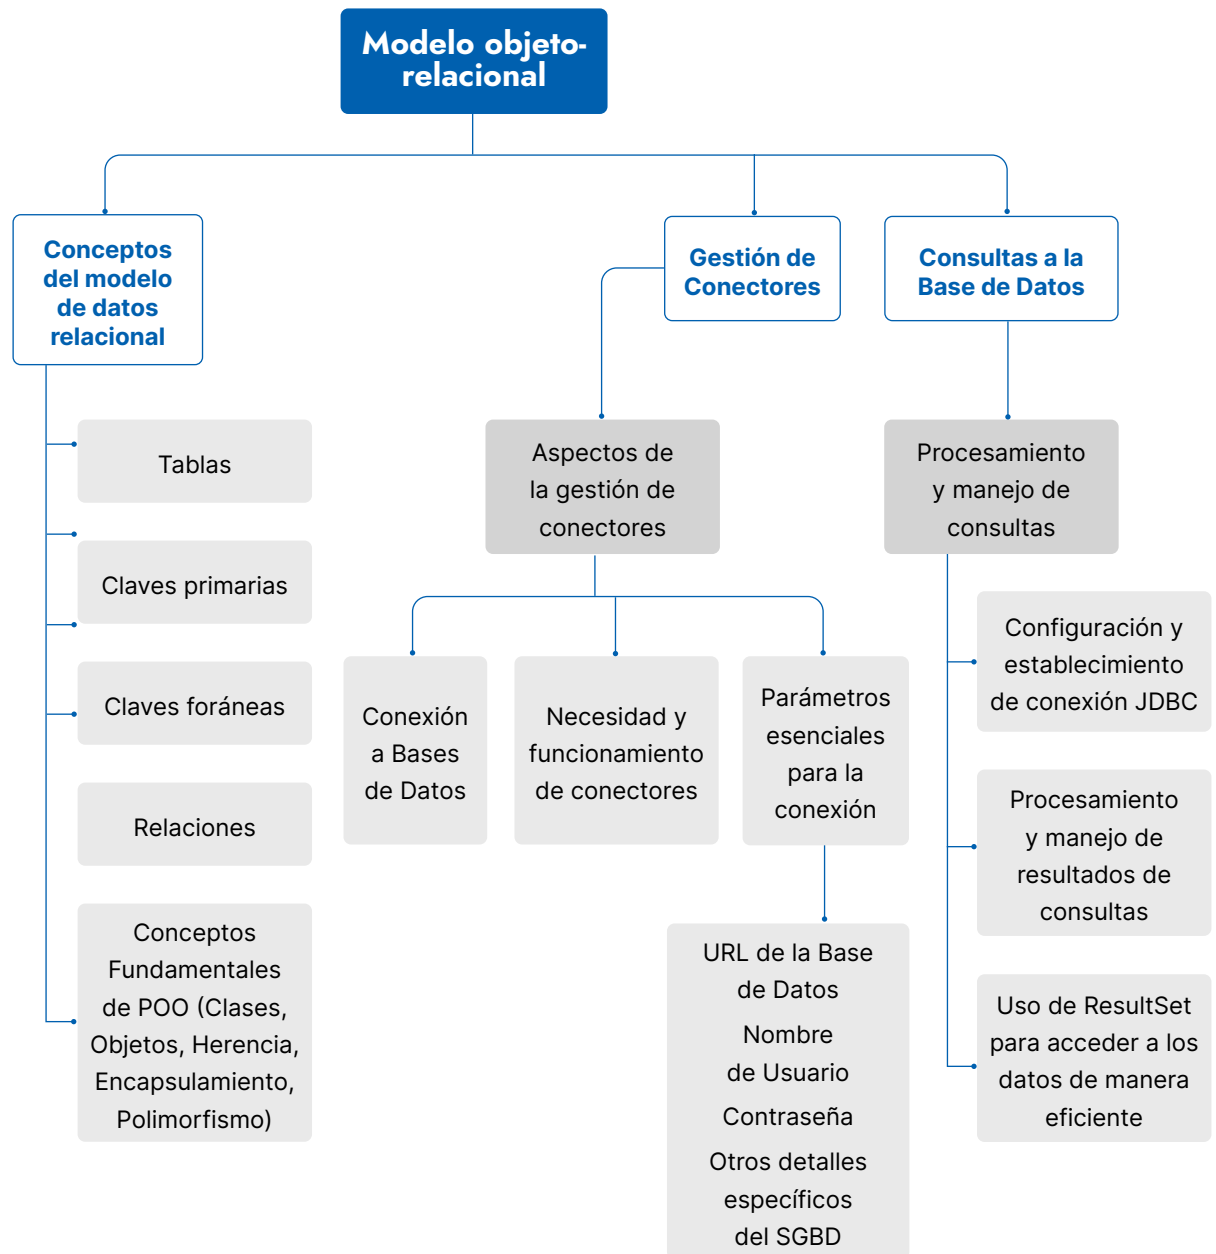 Modelo objeto-
relacional
Conceptos
del modelo
de datos
relacional
Tablas
Claves primarias
Claves foráneas
Relaciones
Conceptos
Fundamentales
de POO (Clases,
Objetos, Herencia,
Encapsulamiento,
Polimorfismo)
Gestión de
Conectores
Aspectos de
la gestión de
conectores
Conexión
a Bases
de Datos
Necesidad y
funcionamiento
de conectores
Parámetros
esenciales
para la
conexión
URL de la Base
de Datos
Nombre
de Usuario
Contraseña
Otros detalles
específicos
del SGBD
Consultas a la
Base de Datos
Procesamiento
y manejo de
consultas
Configuración y
establecimiento
de conexión JDBC
Procesamiento
y manejo de
resultados de
consultas
Uso de ResultSet
para acceder a los
datos de manera
eficiente